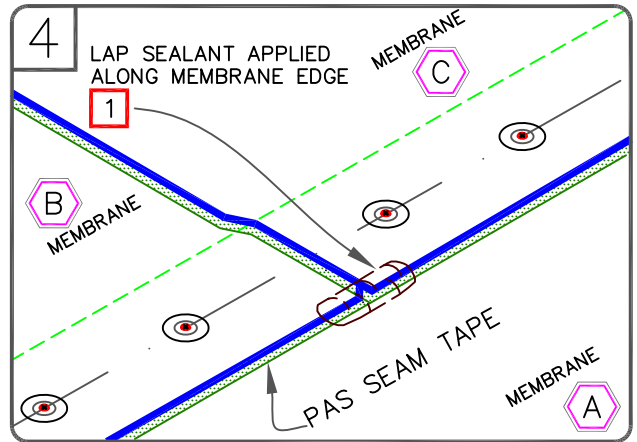 4
LAP SEALANT APPLIED
ALONG MEMBRANE EDGE
1
MEMBRANE
C
B
MEMBRANE
PAS SEAM TAPE
MEMBRANE
A